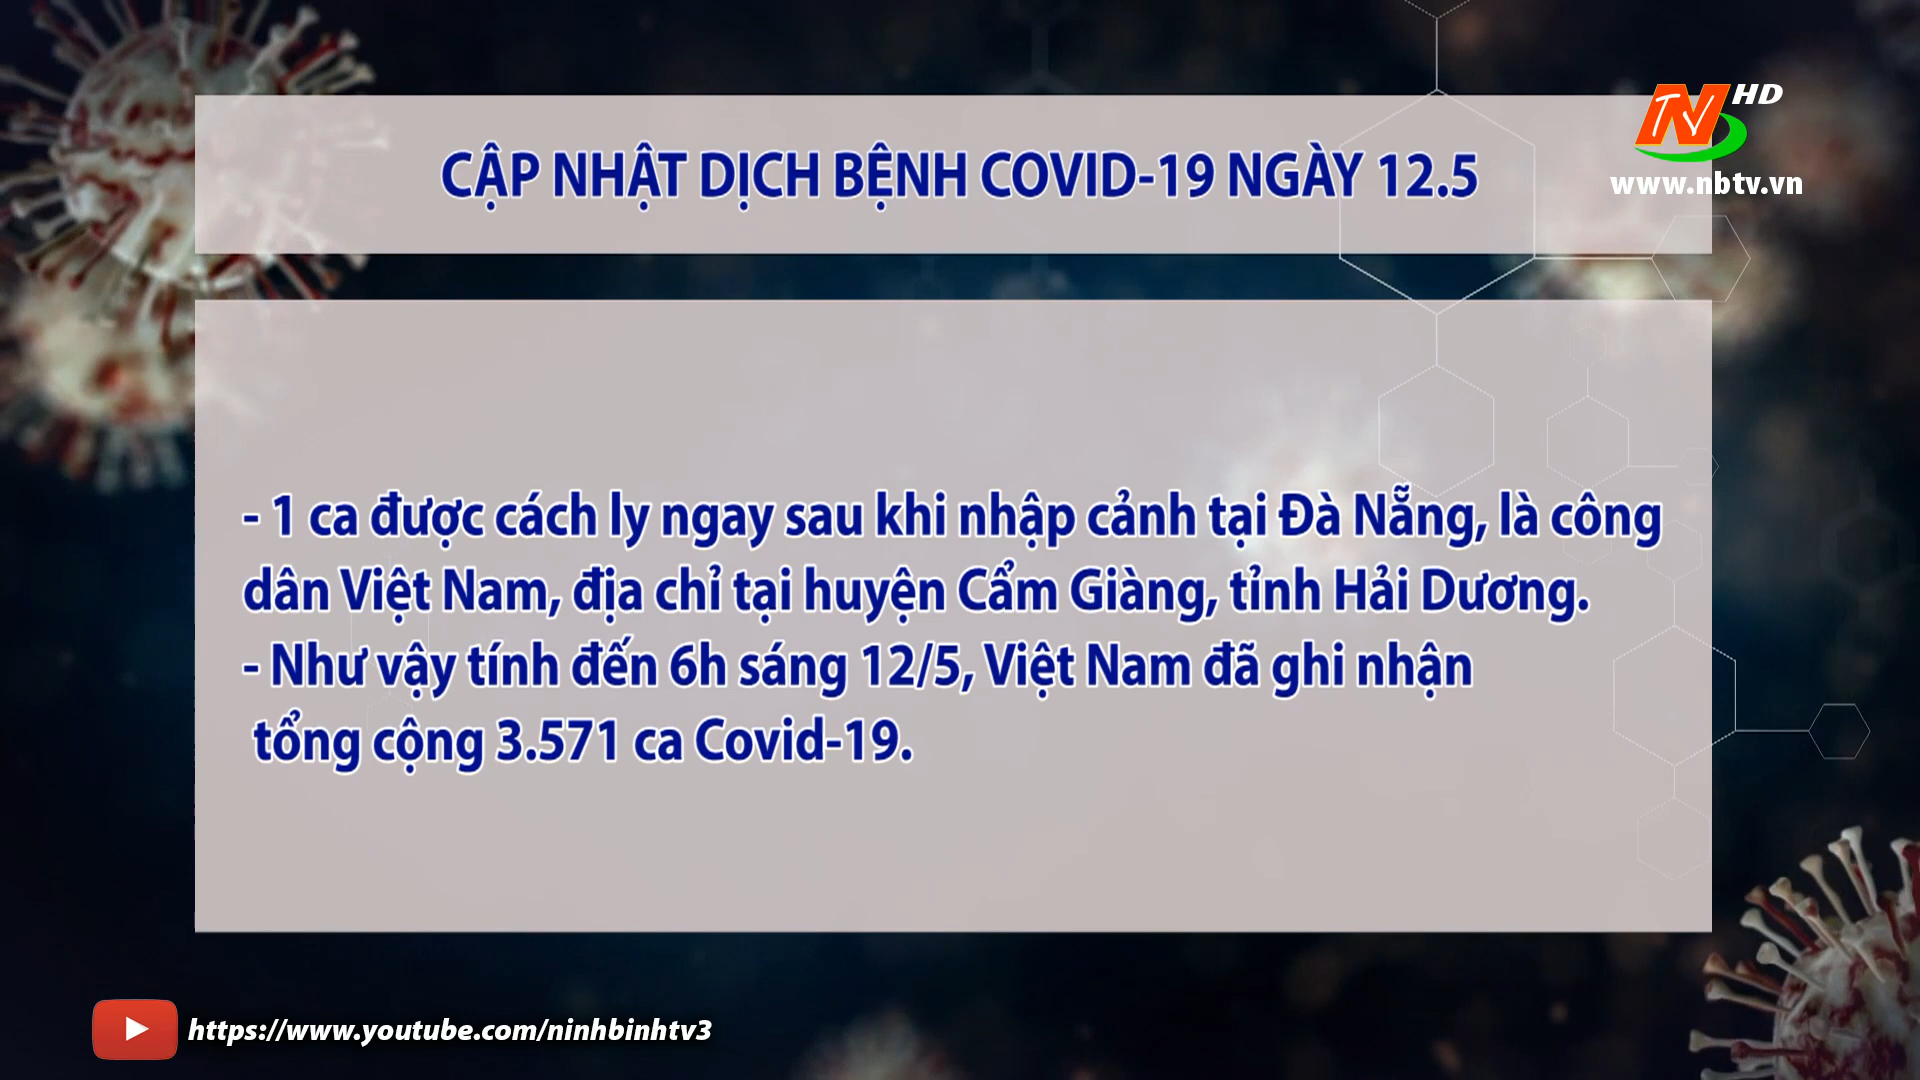 TV N HD
www.nbtv.vn
CẬP NHẬT DỊCH BỆNH COVID-19 NGÀY 12.5
- 1 ca được cách ly ngay sau khi nhập cảnh tại Đà Nẵng, là công
dân Việt Nam, địa chỉ tại huyện Cẩm Giàng, tỉnh Hải Dương.
- Như vậy tính đến 6h sáng 12/5, Việt Nam đã ghi nhận
tổng cộng 3.571 ca Covid-19.
https://www.youtube.com/ninhbinhtv3